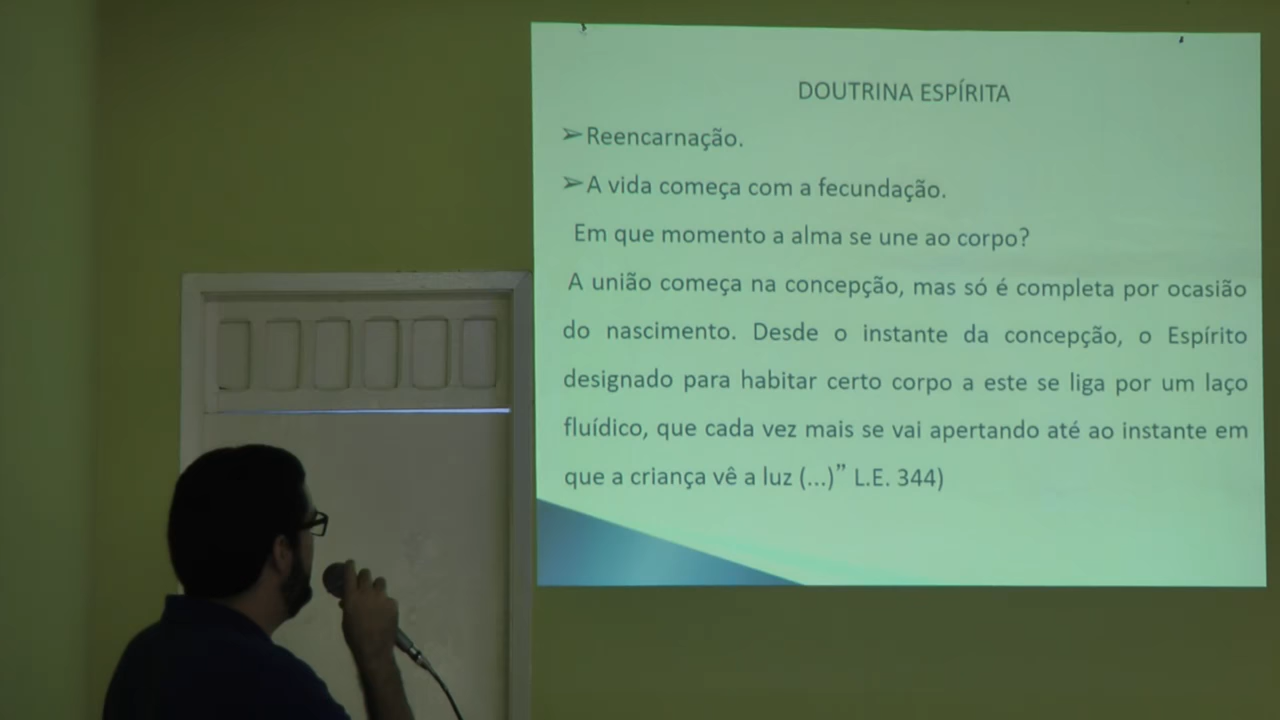 DOUTRINA ESPÍRITA
➢Reencarnação.
➢A vida começa com a fecundação.
Em que momento a alma se une ao corpo?
A união começa na concepção, mas só é completa por ocasião
do nascimento. Desde o instante da concepção, o Espírito
designado para habitar certo corpo a este se liga por um laço
fluídico, que cada vez mais se vai apertando até ao instante em
que a criança vê a luz (...)” L.E. 344)